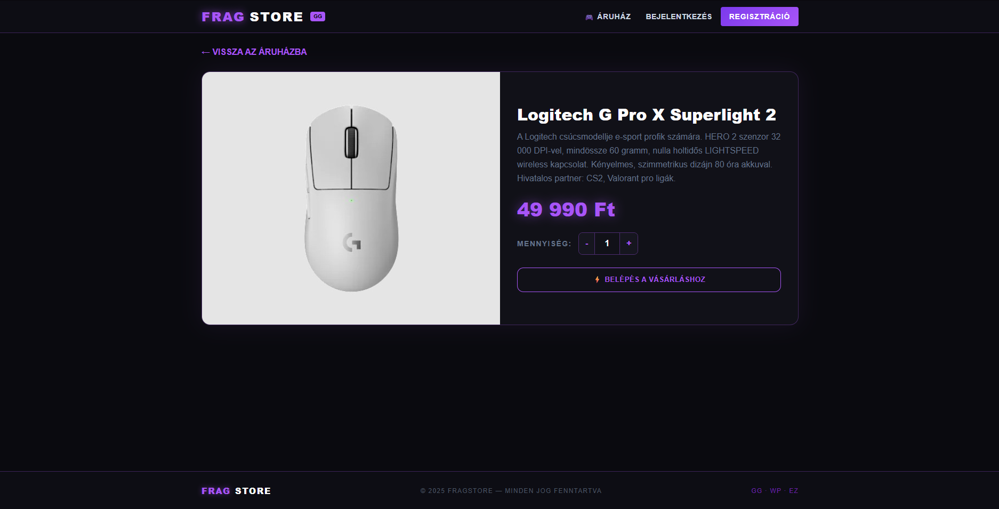 FRAG STORE GG
🎮 ÁRUHÁZ
BEJELENTKEZÉS
REGISZTRÁCIÓ
← VISSZA AZ ÁRUHÁZBA
Logitech G Pro X Superlight 2
A Logitech csúcsmodellje e-sport profik számára. HERO 2 szenzor 32
000 DPI-vel, mindössze 60 gramm, nulla holtidős LIGHTSPEED
wireless kapcsolat. Kényelmes, szimmetrikus dizájn 80 óra akkuval.
Hivatalos partner: CS2, Valorant pro ligák.
49 990 Ft
MENNYISÉG: - 1 +
⚡ BELÉPÉS A VÁSÁRLÁSHOZ
G
FRAG STORE
© 2025 FRAGSTORE — MINDEN JOG FENNTARTVA
GG · WP · EZ